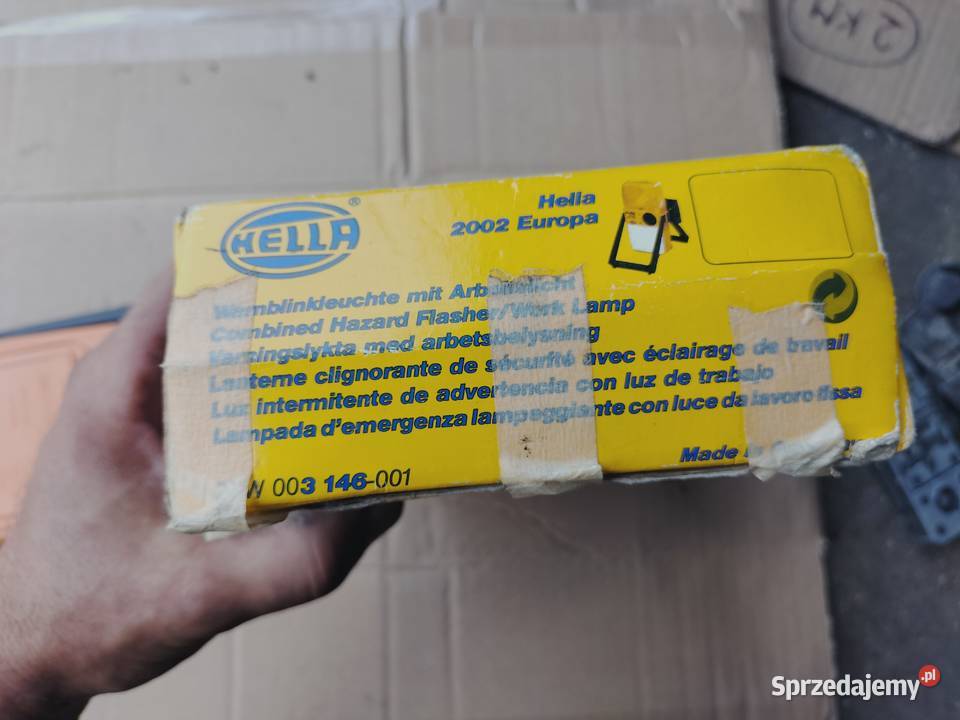 2 KM
HELLA®
Hella
2002 Europa
Warnblinkleuchte mit Arbeitslicht
Combined Hazard Flasher/Work Lamp
Varningslykta med arbetsbelysning
Lanterne clignorante de sécurité avec éclairage de travail
Luz intermitente de advertencia con luz de trabajo
Lampada d'emergenza lampeggiante con luce da lavoro fissa
Made
W 003 146-001
Sprzedajemy.pl